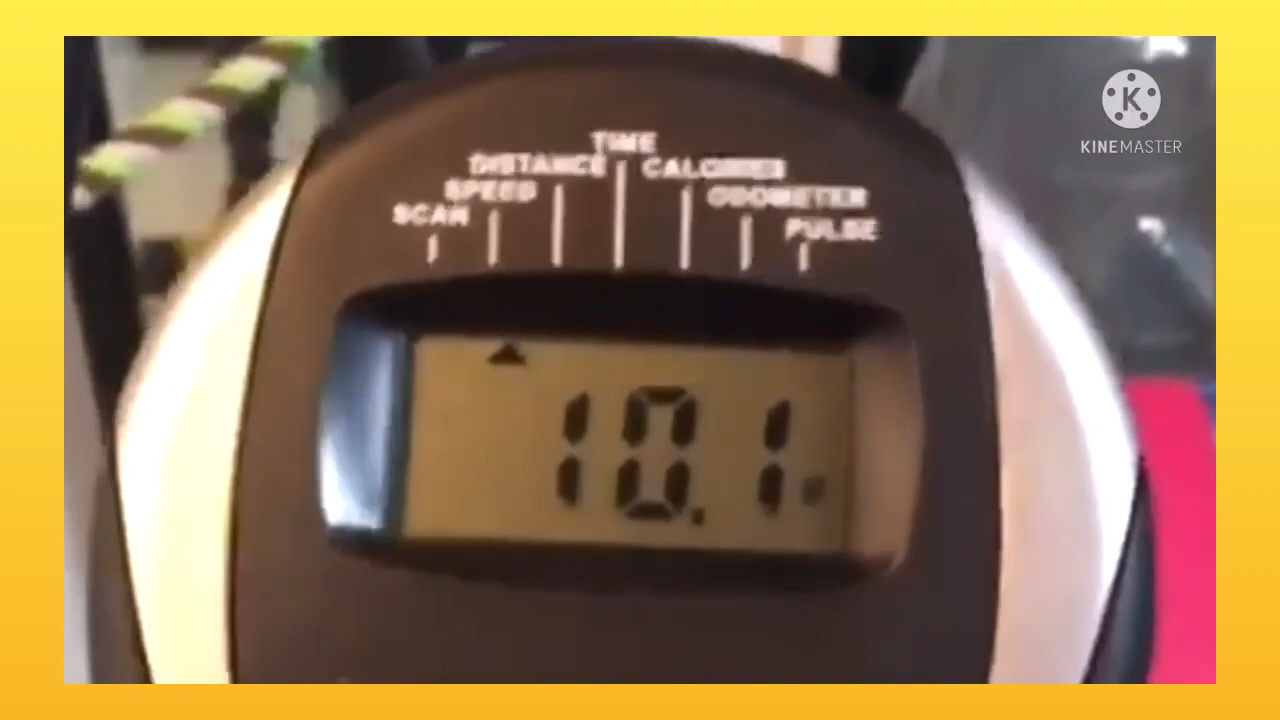 TIME
DISTANCE CALORIES
SPEED ODOMETER
SCAN PULSE
10.1
K
KINEMASTER